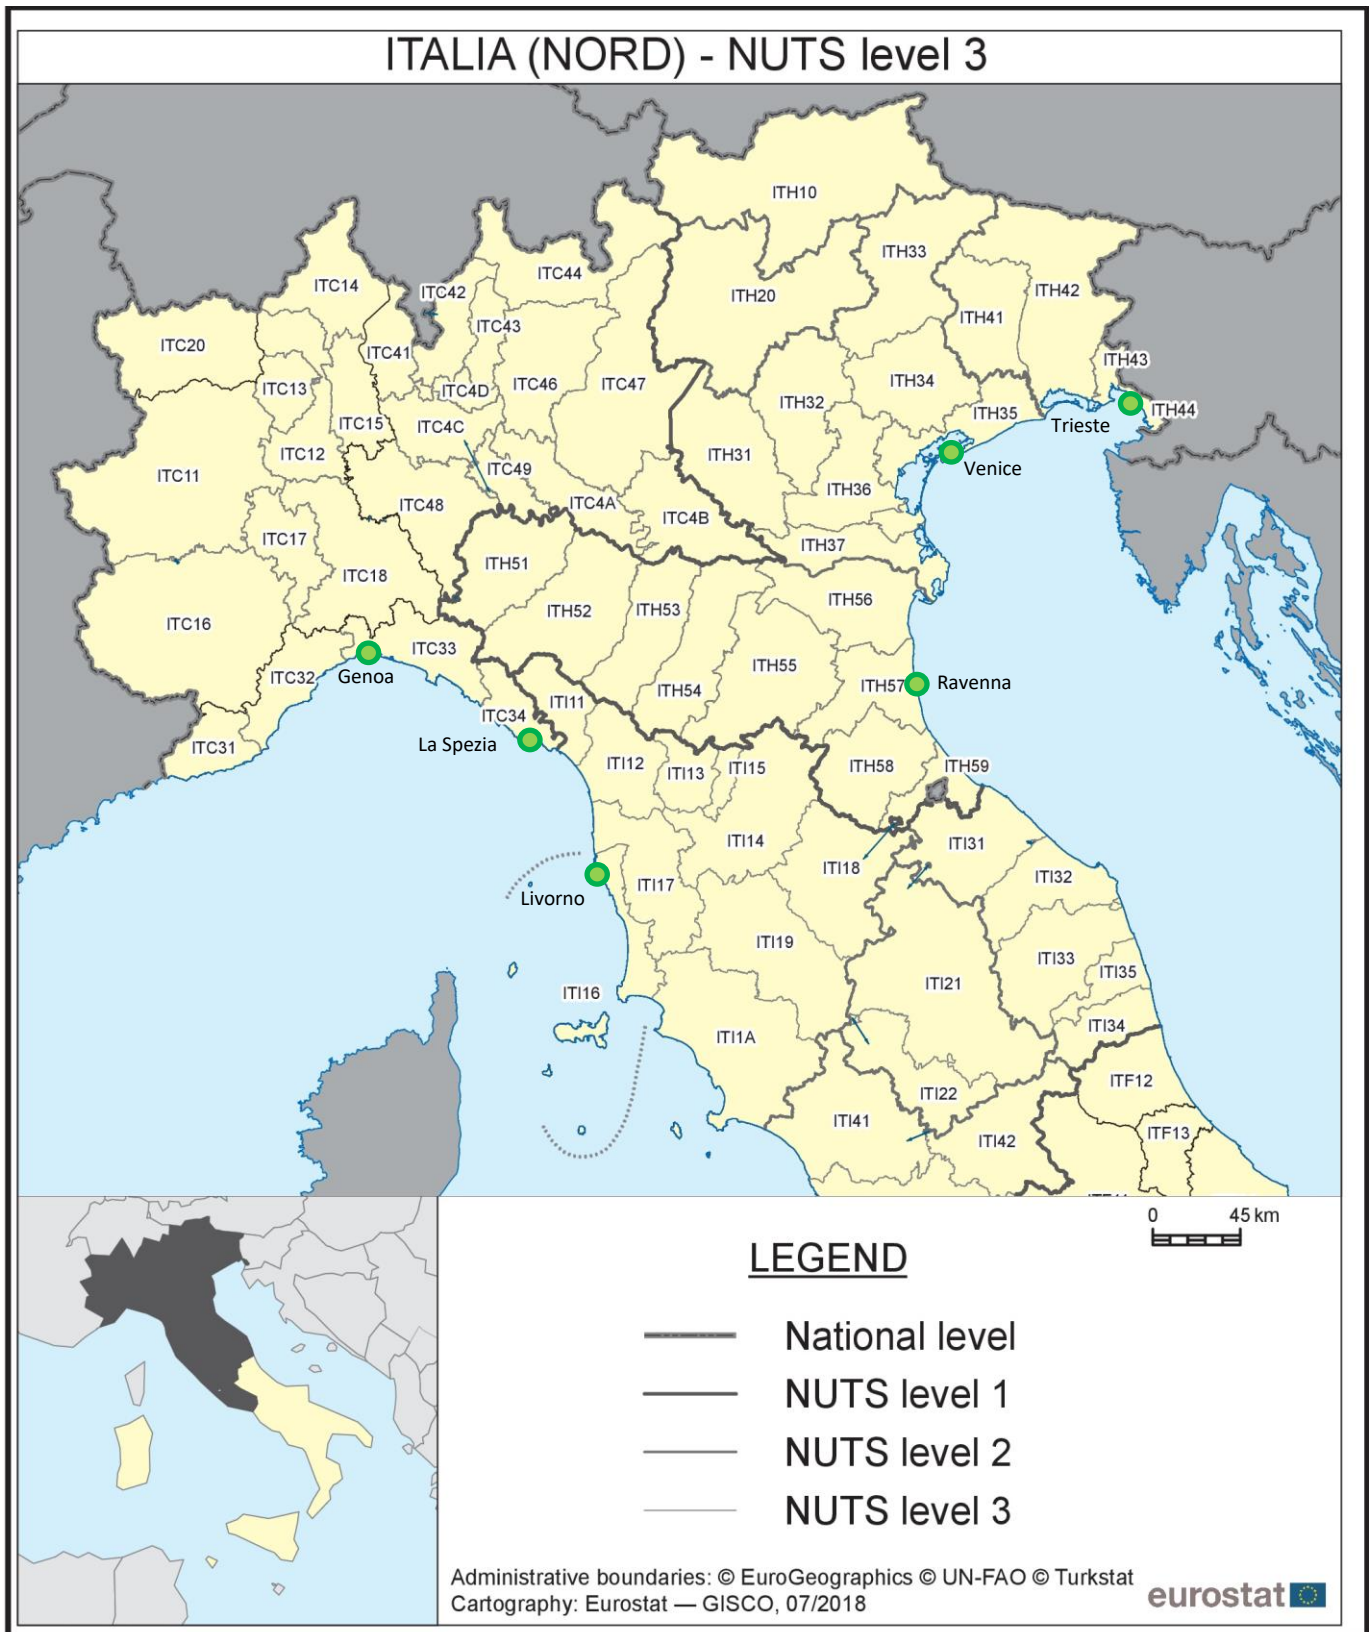 ITALIA (NORD) - NUTS level 3
ITH10
ITH33
ITC44
ITC14
ITC42
ITH20
ITH42
ITC43
ITH41
ITC20
ITC41
ITH43
ITC13
ITC4D
ITC46
ITC47
ITH34
ITH32
ITH35
ITH44
Trieste
ITC15
ITC4C
ITC12
ITH31
ITC49
Venice
ITC11
ITH36
ITC48
ITC4A
ITC4B
ITC17
ITH37
ITH51
ITC18
ITH56
ITH52
ITH53
ITC16
ITC33
ITH55
ITC32
Genoa
ITH54
ITH57
Ravenna
ITI11
ITC34
La Spezia
ITC31
ITI12
ITI13
ITI15
ITH58
ITH59
ITI14
ITI31
ITI18
ITI32
ITI17
Livorno
ITI19
ITI33
ITI35
ITI21
ITI16
ITI34
ITI1A
ITF12
ITI22
ITI41
ITI42
ITF13
0 45 km
LEGEND
National level
NUTS level 1
NUTS level 2
NUTS level 3
Administrative boundaries: © EuroGeographics © UN-FAO © Turkstat
Cartography: Eurostat — GISCO, 07/2018
eurostat